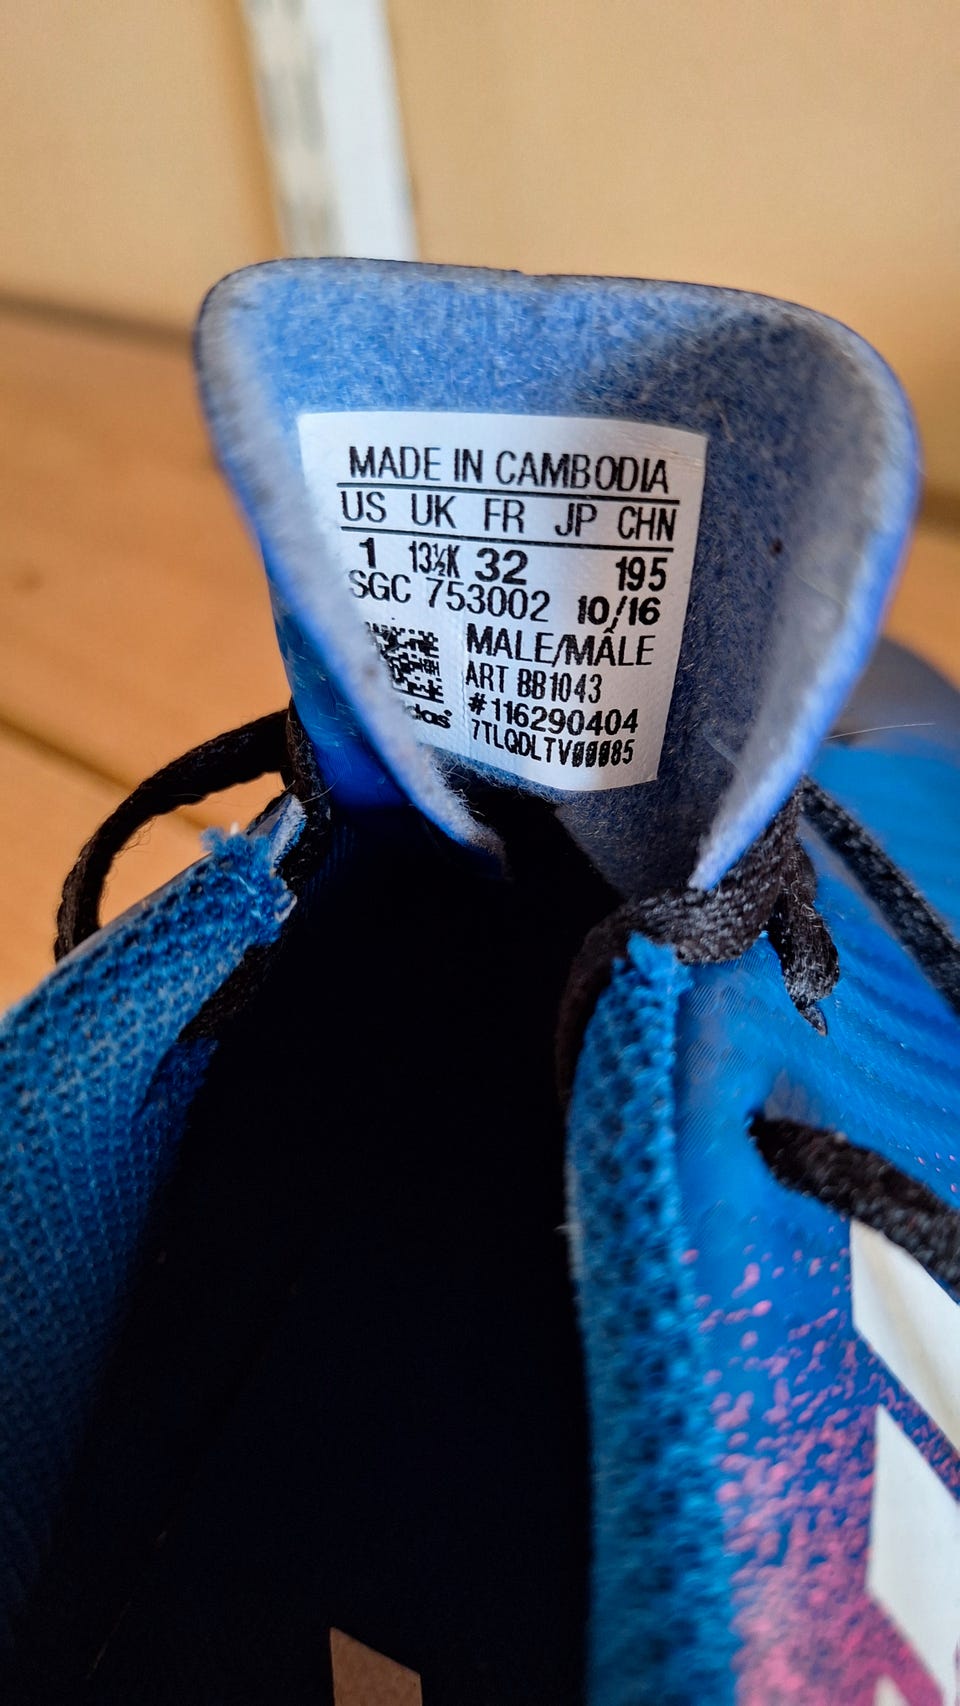 MADE IN CAMBODIA
US UK FR JP CHN
1 13½K 32 195
SGC 753002 10/16
MALE/MÂLE
ART BB1043
#116290404
7TLQDLTV00085